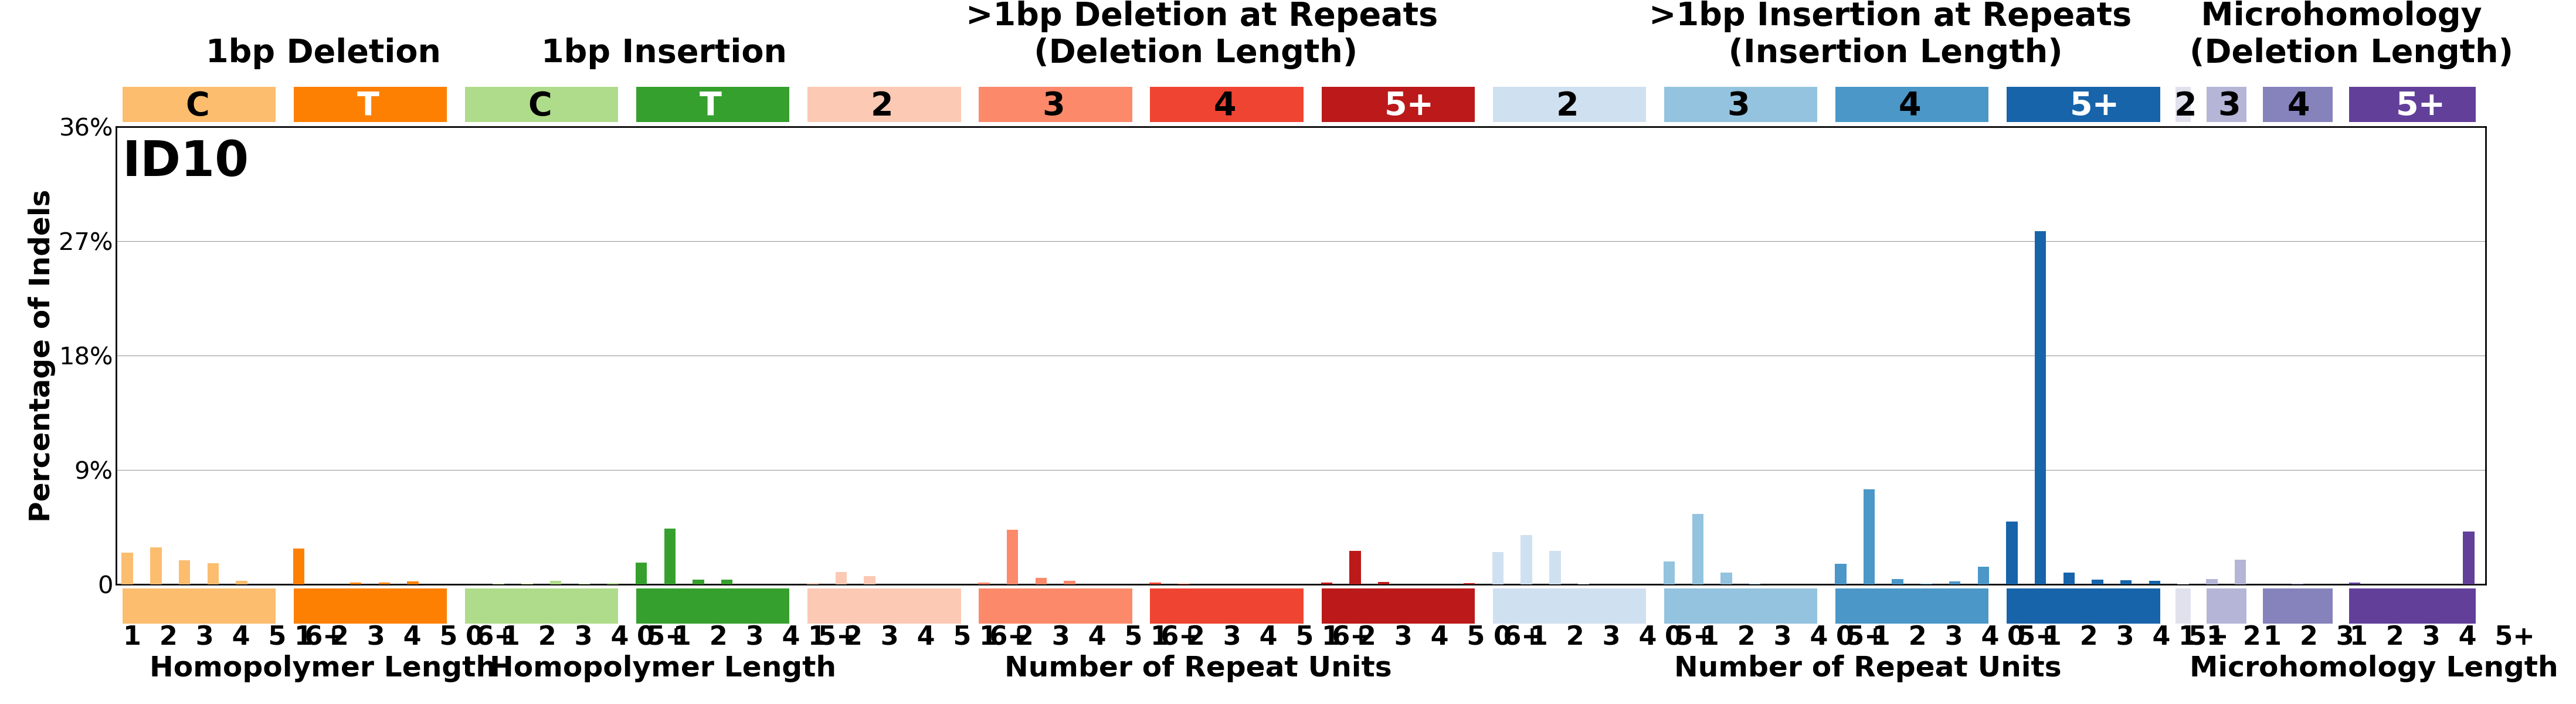 >1bp Deletion at Repeats >1bp Insertion at Repeats Microhomology
1bp Deletion 1bp Insertion (Deletion Length) (Insertion Length) (Deletion Length)
C T C T 2 3 4 5+ 2 3 4 5+ 2 3 4 5+
36%
ID10
27%
18%
9%
0
Percentage of Indels
1 2 3 4 5 6+ 1 2 3 4 5 6+ 0 1 2 3 4 5+ 0 1 2 3 4 5+ 1 2 3 4 5 6+ 1 2 3 4 5 6+ 1 2 3 4 5 6+ 1 2 3 4 5 6+ 0 1 2 3 4 5+ 0 1 2 3 4 5+ 0 1 2 3 4 5+ 0 1 2 3 4 5+ 1 1 2 1 2 3 1 2 3 4 5+
Homopolymer Length Homopolymer Length Number of Repeat Units Number of Repeat Units Microhomology Length